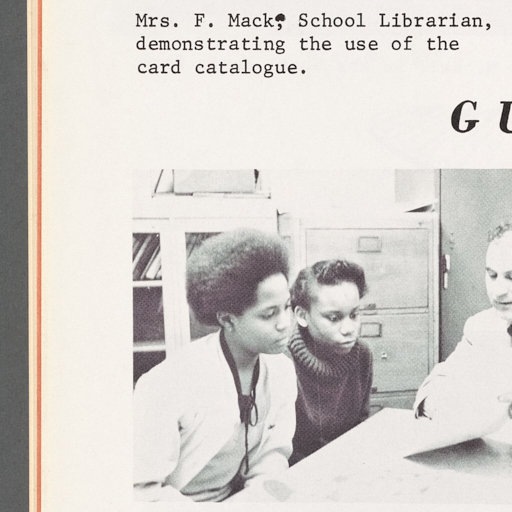 Mrs. F. Mack, School Librarian,
demonstrating the use of the
card catalogue.
G U